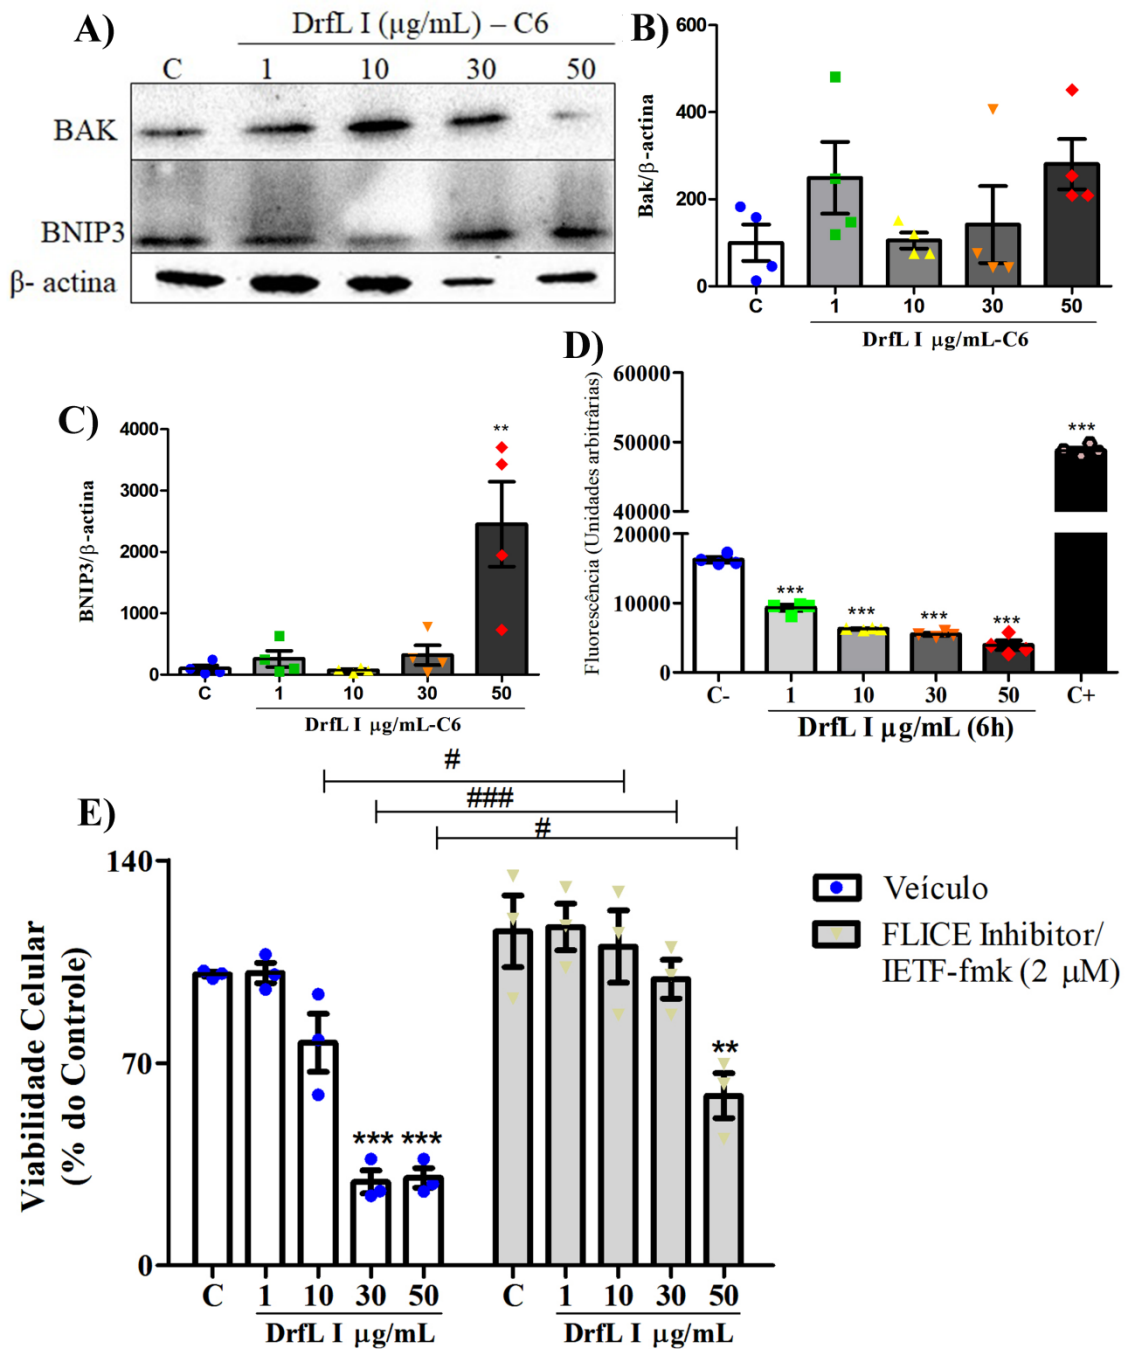 A)
DrfL I (µg/mL) – C6
C 1 10 30 50
BAK
BNIP3
β- actina
B)
Bak/β-actina
600
400
200
0
C 1 10 30 50
DrfL I µg/mL-C6
C)
BNIP3/β-actina
4000
3000
2000
1000
0
**
C 1 10 30 50
DrfL I µg/mL-C6
D)
Fluorescência (Unidades arbitrárias)
60000
50000
40000
20000
10000
0
*** *** *** *** ***
C- 1 10 30 50 C+
DrfL I µg/mL (6h)
E)
#
###
#
Viabilidade Celular
(% do Controle)
140
70
0
*** *** **
C 1 10 30 50 C 1 10 30 50
DrfL I µg/mL DrfL I µg/mL
Veículo
FLICE Inhibitor/
IETF-fmk (2 µM)